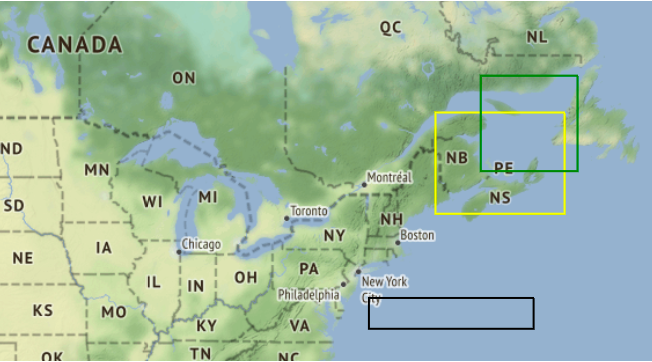 QC
NL
CANADA
ON
ND
MN
NB
PE
Montréal
SD
WI
MI
NS
Toronto
NH
NY
Boston
Chicago
NE
IA
PA
OH
IL
IN
New York
City
Philadelphia
KS
MO
KY
VA
OK
TN
NC